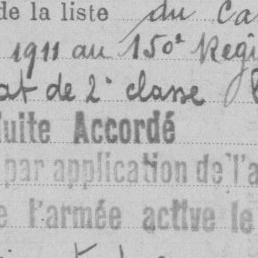 de la liste du Ca
1911 au 150e Regi
at de 2e classe
uite Accordé
par application de l'a
e l'armée active le